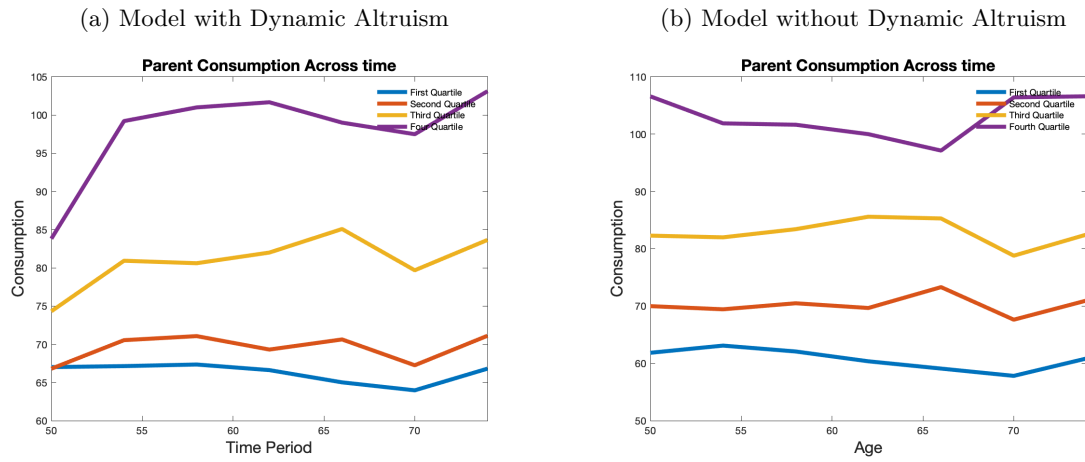 (a) Model with Dynamic Altruism
Parent Consumption Across time
105
100
95
90
85
80
75
70
65
60
Consumption
50 55 60 65 70
Time Period
First Quartile
Second Quartile
Third Quartile
Four Quartile
(b) Model without Dynamic Altruism
Parent Consumption Across time
110
100
90
80
70
60
50
Consumption
50 55 60 65 70
Age
First Quartile
Second Quartile
Third Quartile
Fourth Quartile